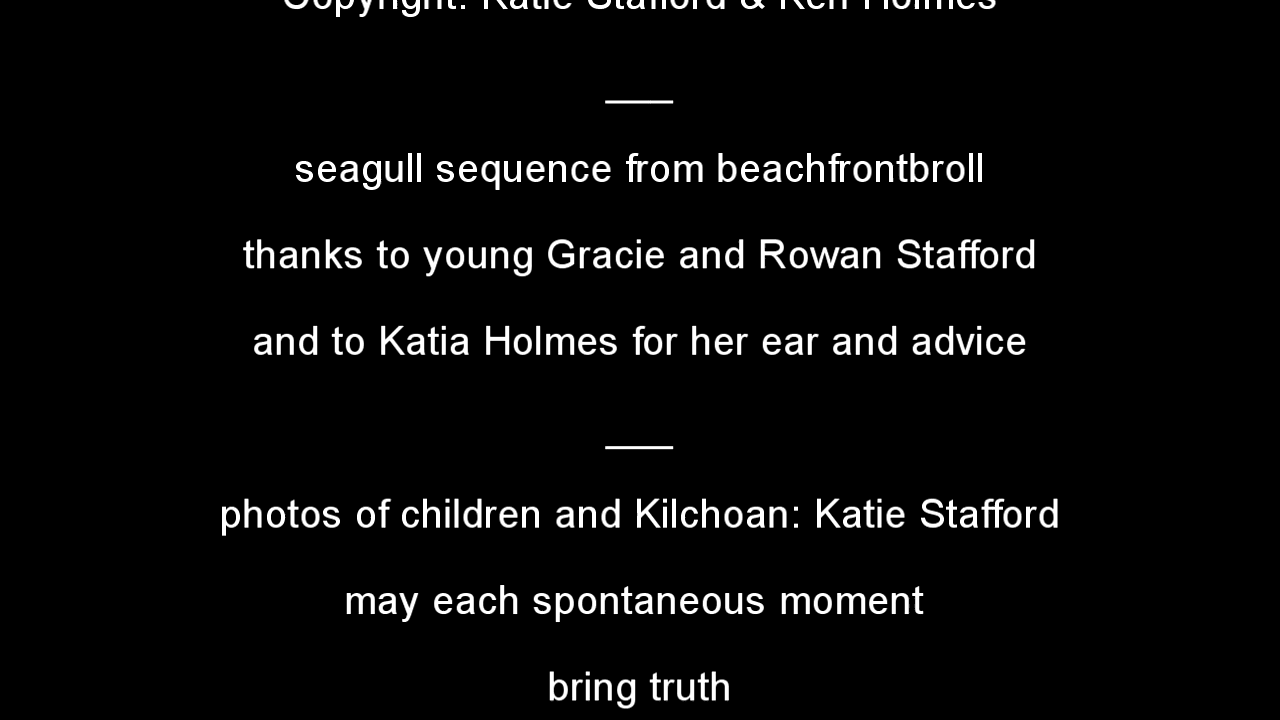 Copyright: Katie Stafford & Ken Holmes
seagull sequence from beachfrontbroll
thanks to young Gracie and Rowan Stafford
and to Katia Holmes for her ear and advice
photos of children and Kilchoan: Katie Stafford
may each spontaneous moment
bring truth